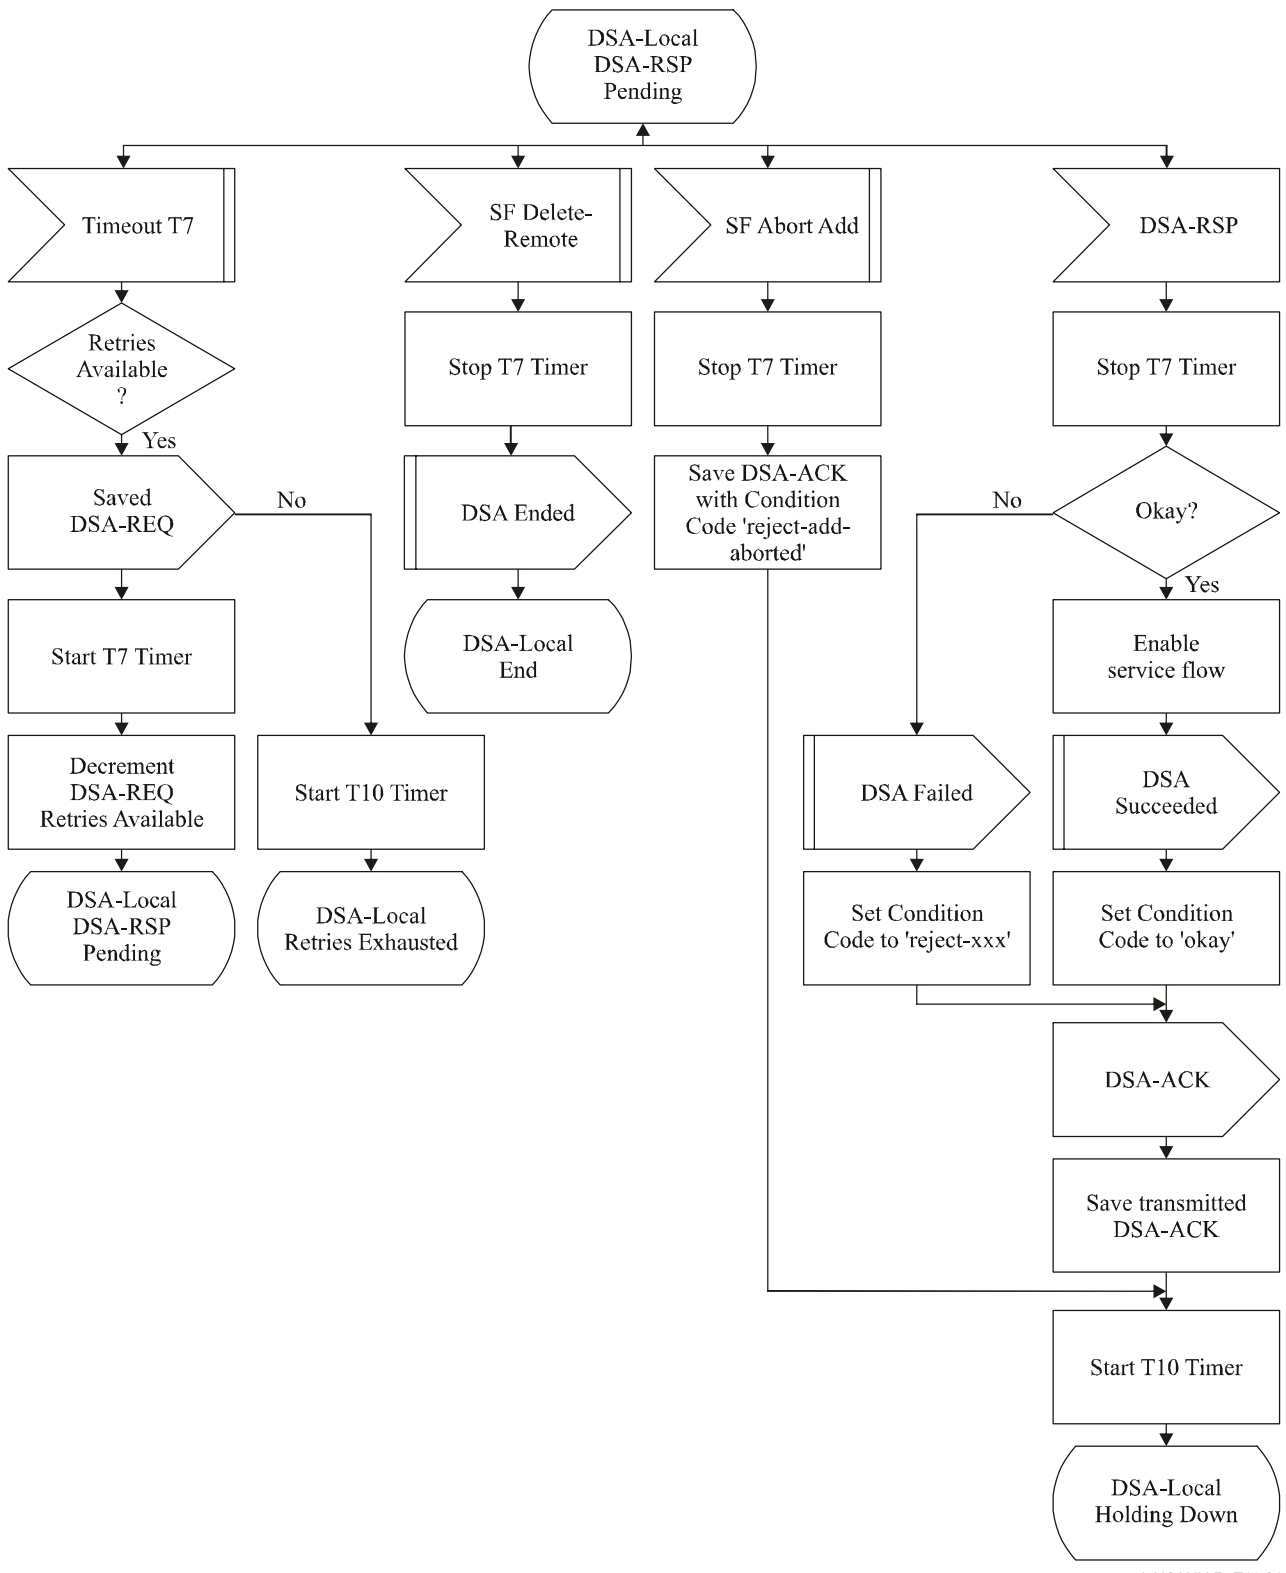 DSA-Local
DSA-RSP
Pending
Timeout T7
SF Delete-
Remote
SF Abort Add
DSA-RSP
Retries
Available
?
Stop T7 Timer
Stop T7 Timer
Stop T7 Timer
Yes
Saved
DSA-REQ
No
DSA Ended
Save DSA-ACK
with Condition
Code 'reject-add-
aborted'
No
Okay?
Yes
Start T7 Timer
DSA-Local
End
Enable
service flow
Decrement
DSA-REQ
Retries Available
Start T10 Timer
DSA Failed
DSA
Succeeded
DSA-Local
DSA-RSP
Pending
DSA-Local
Retries Exhausted
Set Condition
Code to 'reject-xxx'
Set Condition
Code to 'okay'
DSA-ACK
Save transmitted
DSA-ACK
Start T10 Timer
DSA-Local
Holding Down